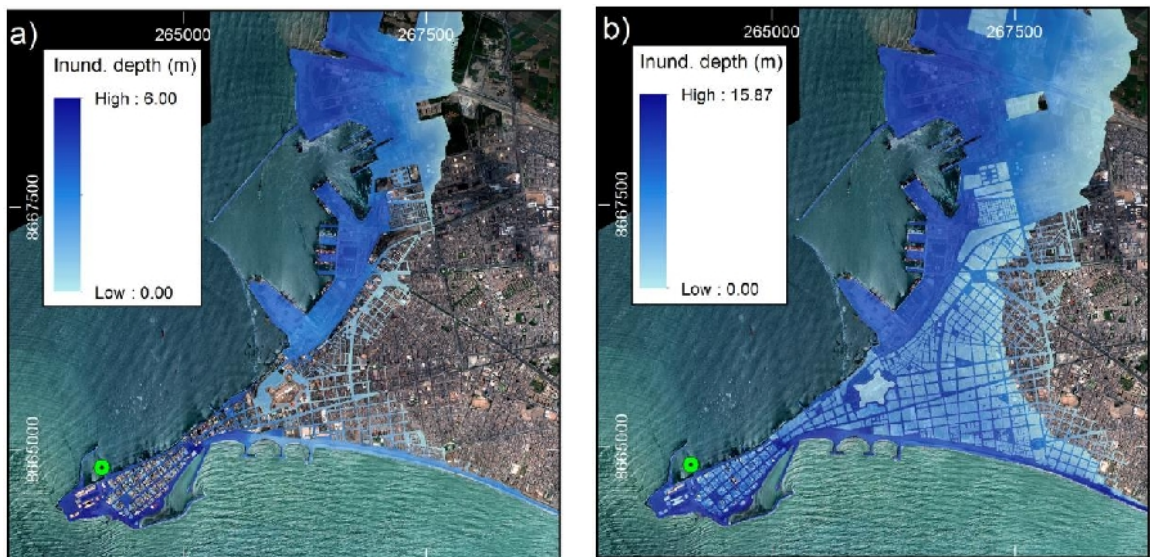 a)
265000
267500
Inund. depth (m)
High : 6.00
Low : 0.00
8667500
8665000
b)
265000
267500
Inund. depth (m)
High : 15.87
Low : 0.00
8667500
8665000